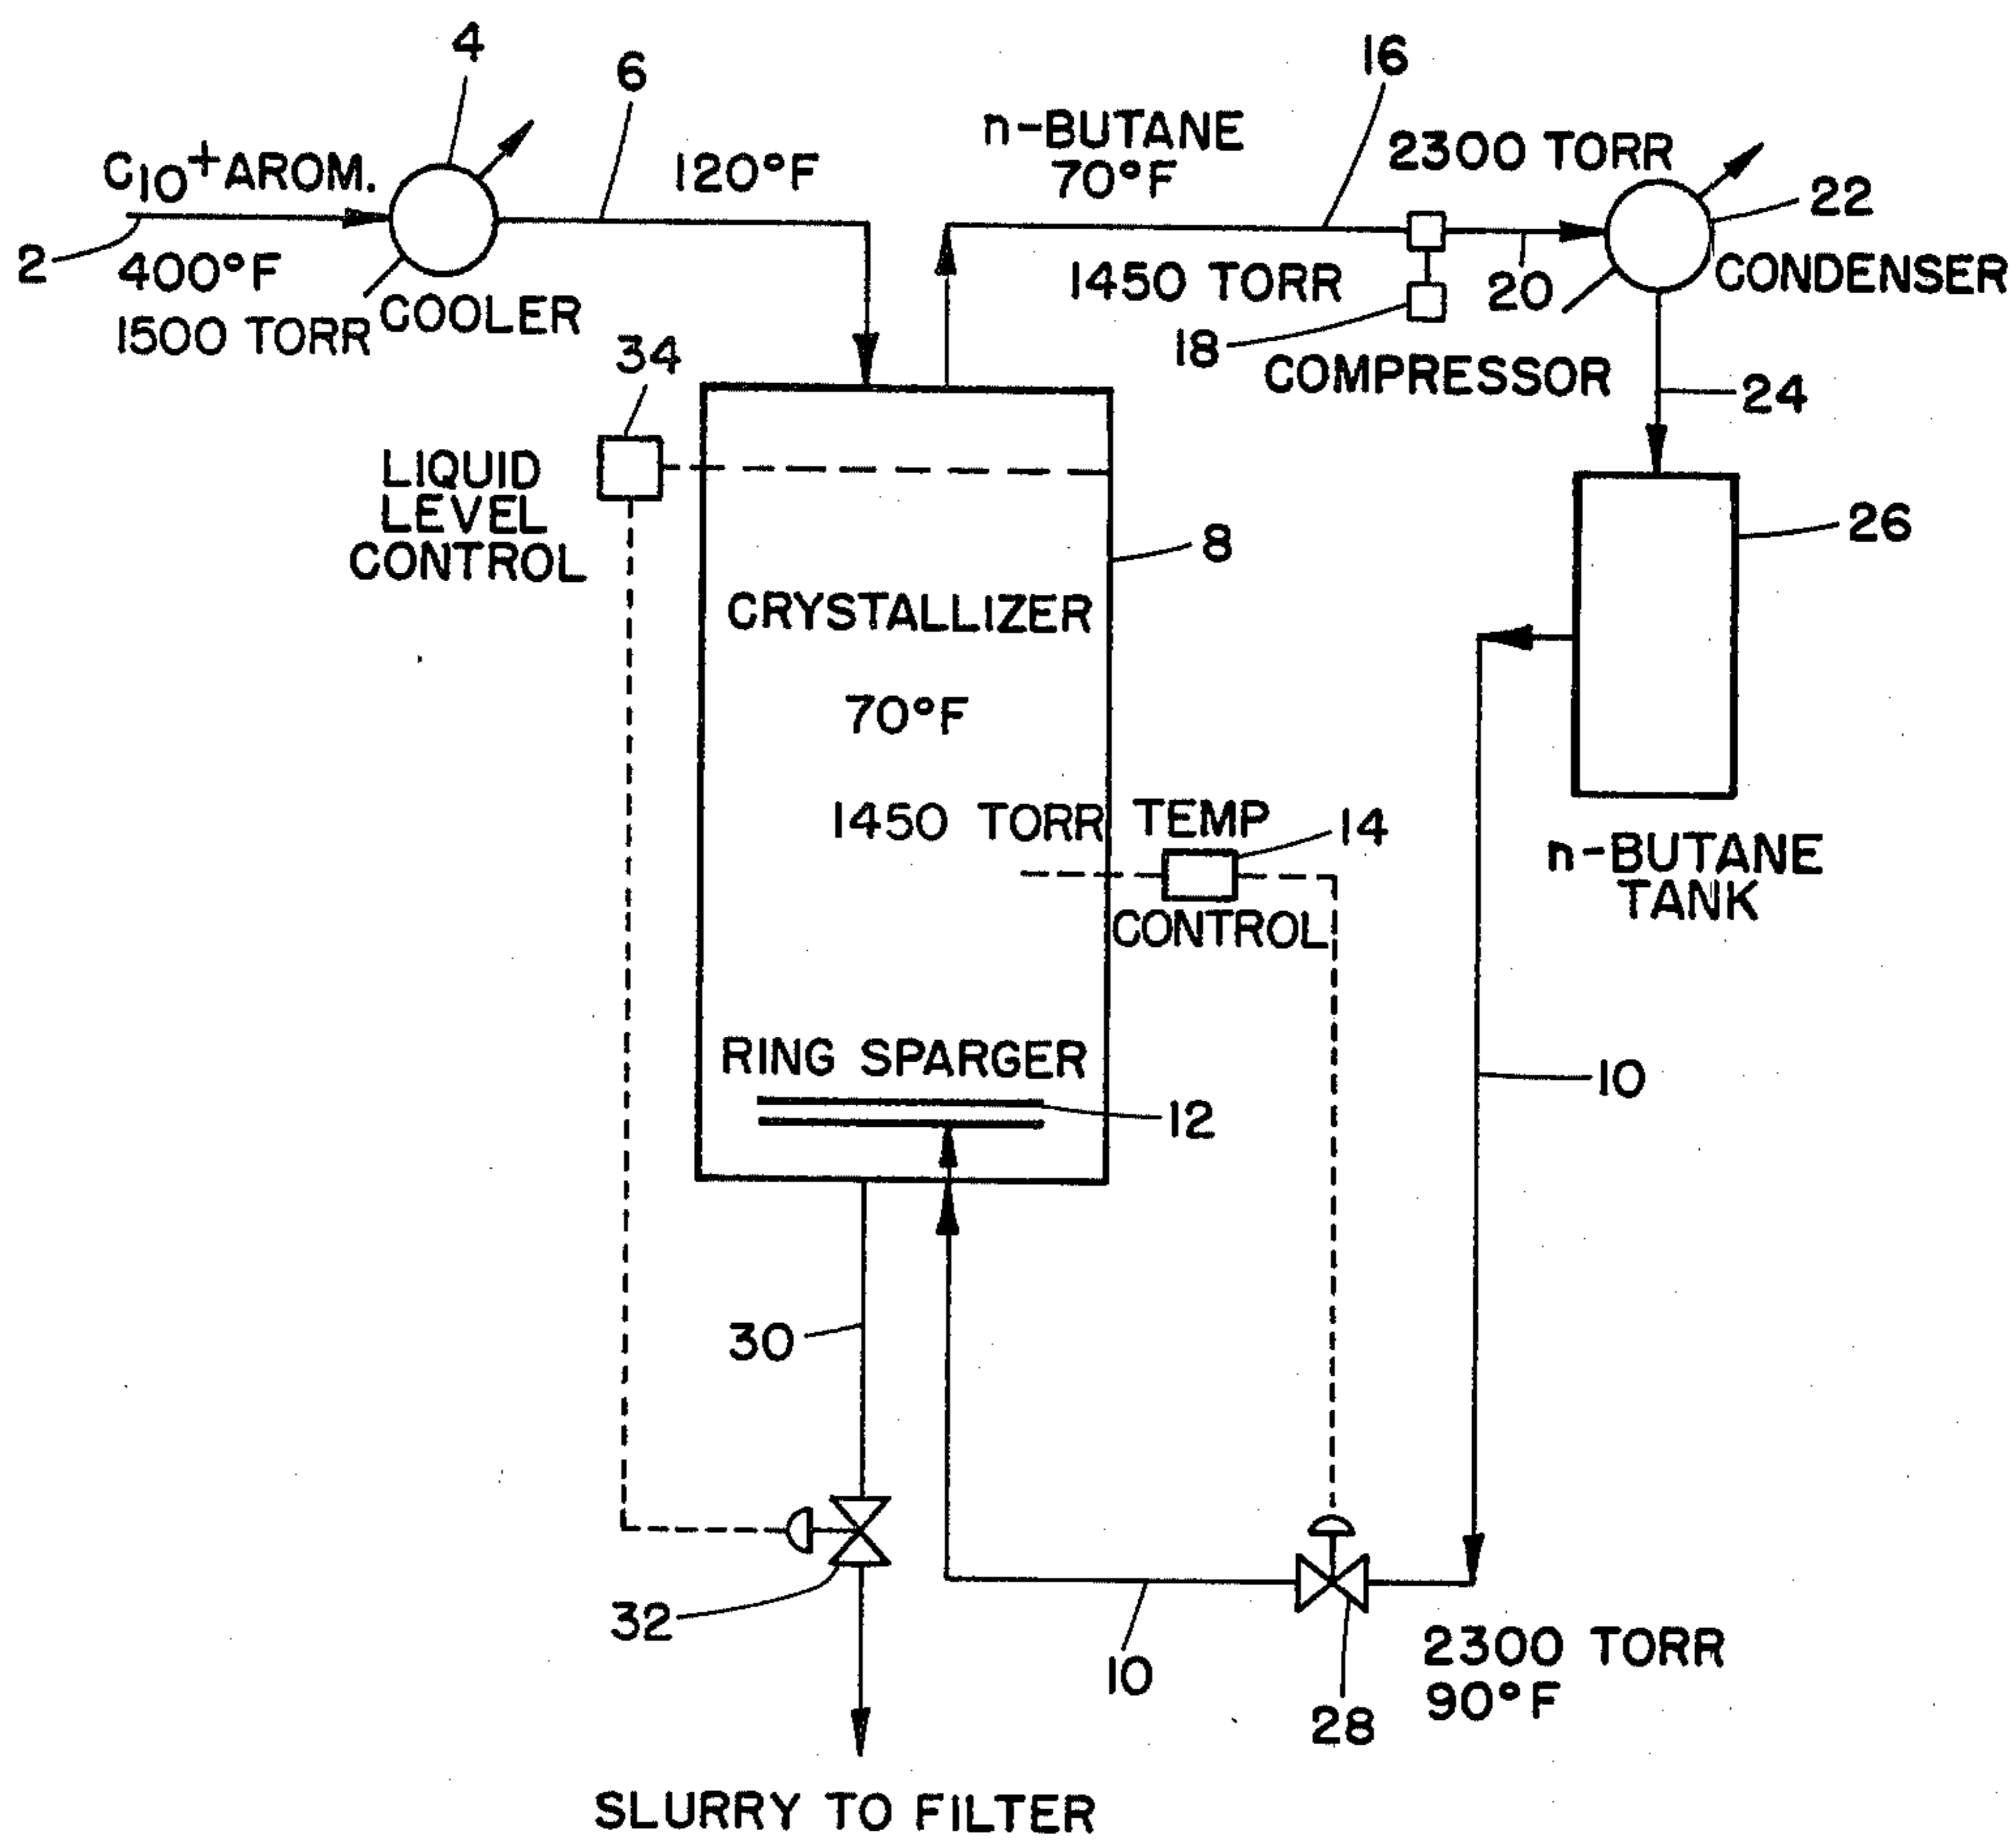 4
6
16
C10+ AROM.
120°F
n-BUTANE
70°F
2300 TORR
22
2
400°F
1500 TORR
COOLER
1450 TORR
18
20
CONDENSER
COMPRESSOR
24
34
LIQUID
LEVEL
CONTROL
8
26
CRYSTALLIZER
70°F
1450 TORR
TEMP
CONTROL
14
n-BUTANE
TANK
RING SPARGER
12
10
30
32
10
28
2300 TORR
90°F
SLURRY TO FILTER